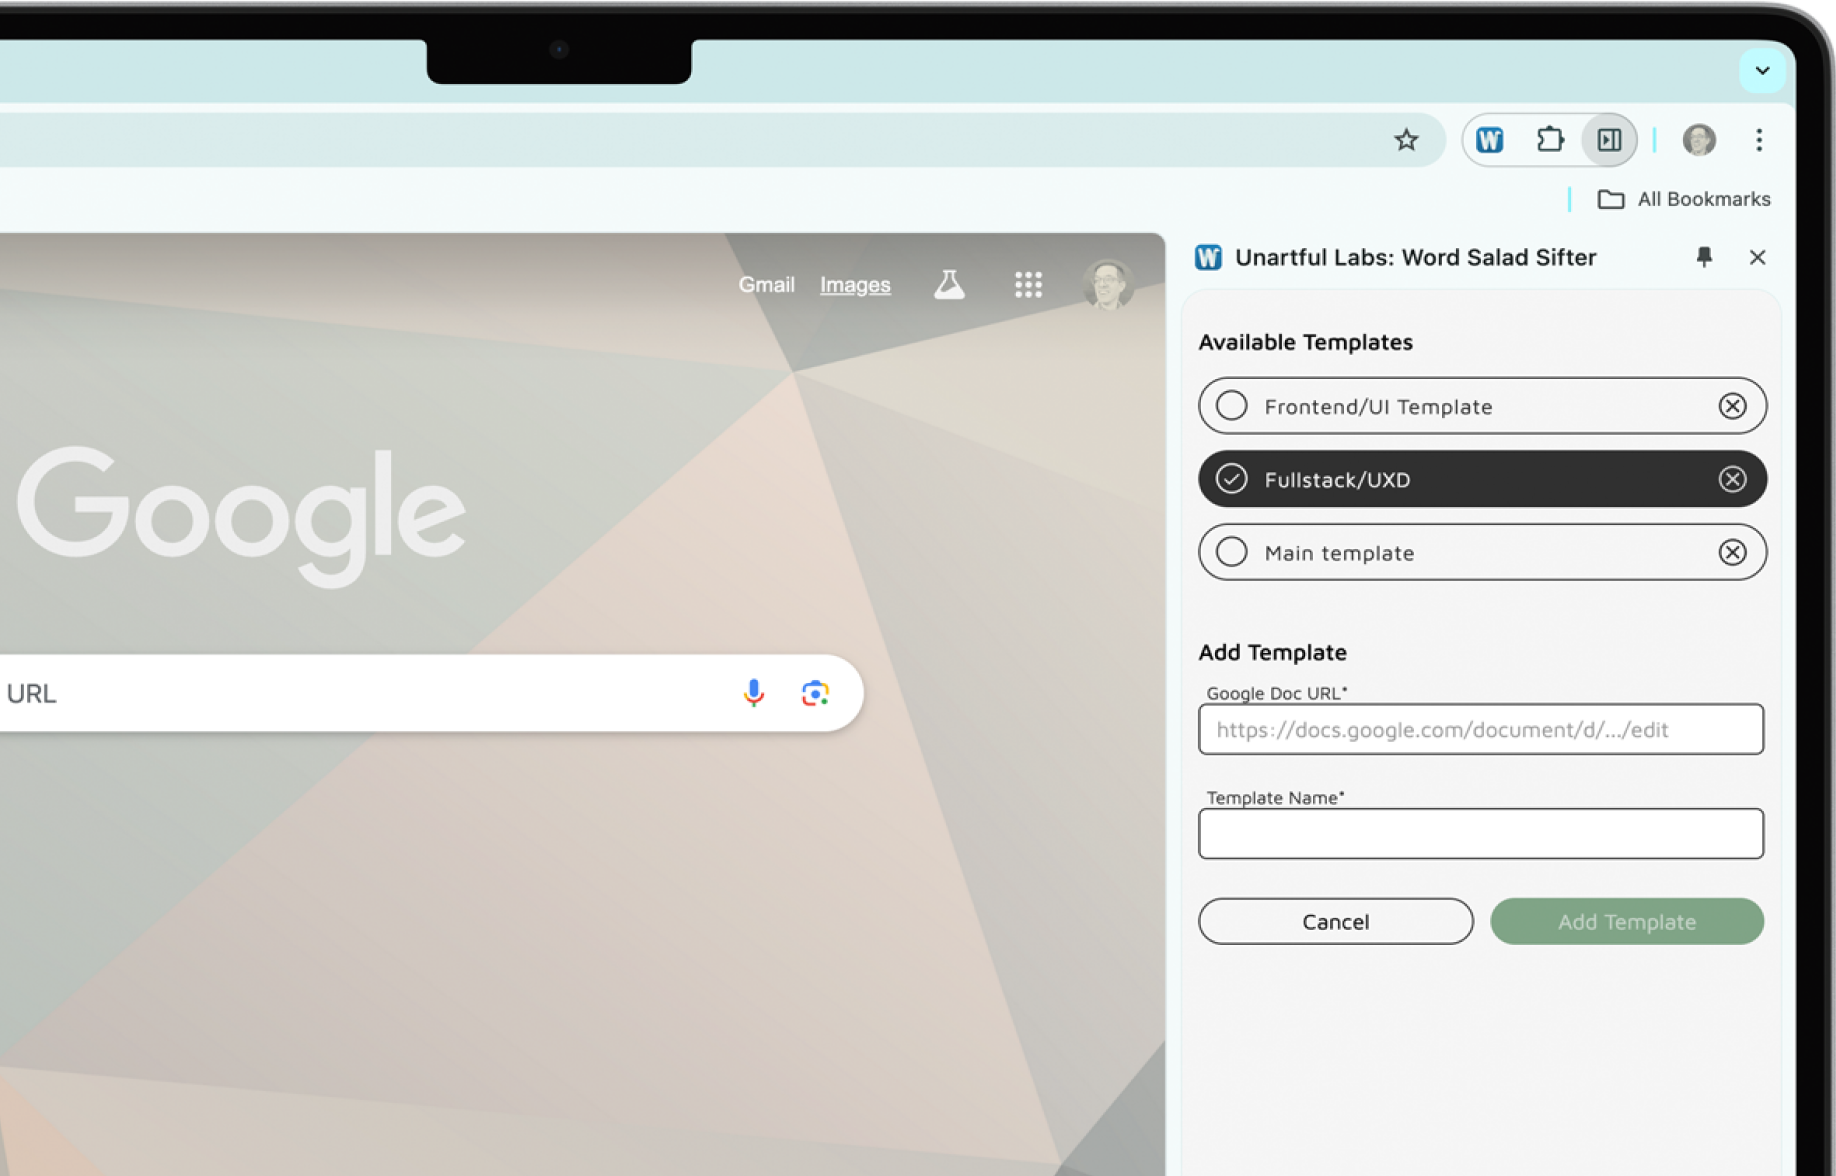 All Bookmarks
W Unartful Labs: Word Salad Sifter
Gmail Images
Google
URL
Available Templates
Frontend/UI Template
Fullstack/UXD
Main template
Add Template
Google Doc URL*
https://docs.google.com/document/d/.../edit
Template Name*
Cancel Add Template